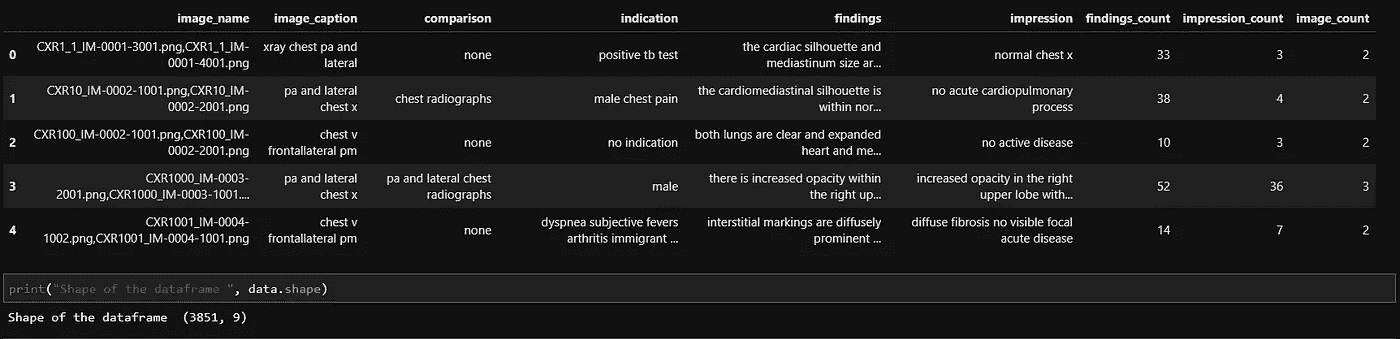 image_name image_caption comparison indication findings impression findings_count impression_count image_count
CXR1_1_IM-0001-3001.png,CXR1_1_IM- xray chest pa and the cardiac silhouette and
0 none positive tb test normal chest x 33 3 2
0001-4001.png lateral mediastinum size ar...
CXR10_IM-0002-1001.png,CXR10_IM- pa and lateral the cardiomediastinal silhouette is no acute cardiopulmonary
1 chest radiographs male chest pain 38 4 2
0002-2001.png chest x within nor... process
CXR100_IM-0002-1001.png,CXR100_IM- chest v both lungs are clear and expanded
2 none no indication no active disease 10 3 2
0002-2001.png frontallateral pm heart and me...
CXR1000_IM-0003- pa and lateral pa and lateral chest there is increased opacity within increased opacity in the right
3 male 52 36 3
2001.png,CXR1000_IM-0003-1001.... chest x radiographs the right up... upper lobe with...
CXR1001_IM-0004- chest v dyspnea subjective fevers interstitial markings are diffusely diffuse fibrosis no visible focal
4 none 14 7 2
1002.png,CXR1001_IM-0004-1001.png frontallateral pm arthritis immigrant ... prominent ... acute disease
print("Shape of the dataframe ", data.shape)
Shape of the dataframe  (3851, 9)